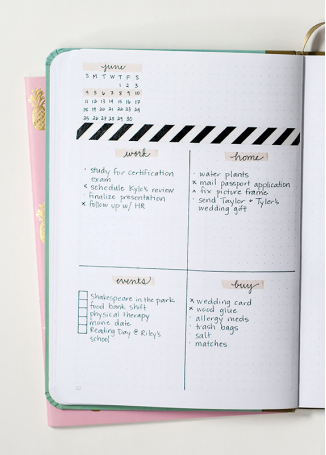 june
S M T W T F S
1 2 3
4 5 6 7 8 9 10
11 12 13 14 15 16 17
18 19 20 21 22 23 24
25 26 27 28 29 30
work
· study for certification
exam
x schedule Kyle's review
finalize presentation
x follow up w/ HR
home
· water plants
x mail passport application
x fix picture frame
· send Taylor + Tyler's
wedding gift
events
Shakespeare in the park
food bank shift
physical therapy
movie date
Reading Day @ Riby's
school
buy
x wedding card
x wood glue
· allergy meds
· trash bags
· salt
· matches